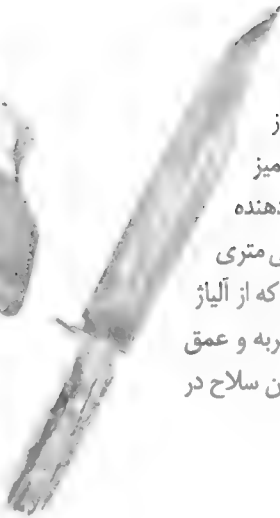 ز
میز
هنده
ی متری
که از آلیاژ
ربه و عمق
ن سلاح در